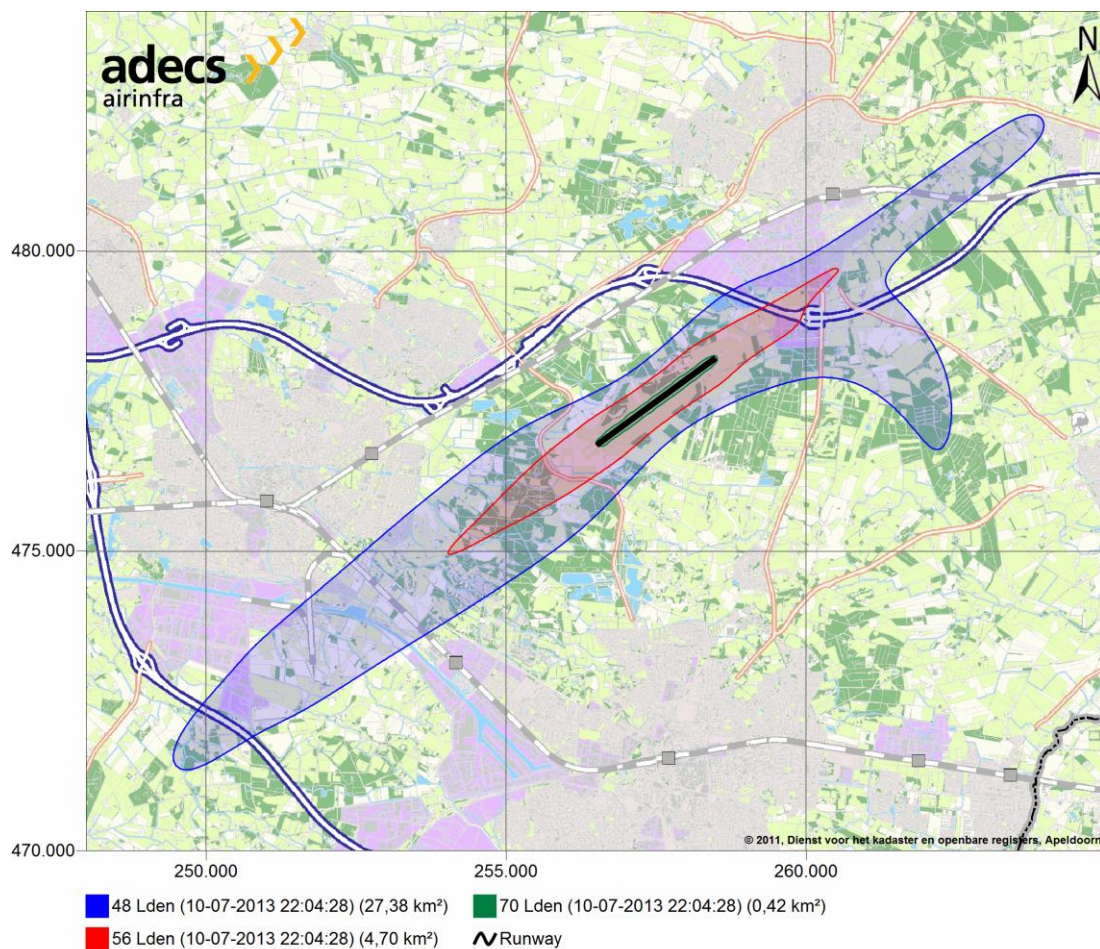 adecs
airinfra
N
480.000
475.000
470.000
© 2011, Dienst voor het kadaster en openbare registers, Apeldoorn
250.000
255.000
260.000
48 Lden (10-07-2013 22:04:28) (27,38 km²)
70 Lden (10-07-2013 22:04:28) (0,42 km²)
56 Lden (10-07-2013 22:04:28) (4,70 km²)
Runway